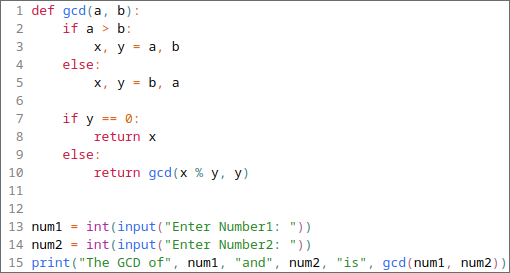 1 def gcd(a, b):
2     if a > b:
3         x, y = a, b
4     else:
5         x, y = b, a
6
7     if y == 0:
8         return x
9     else:
10         return gcd(x % y, y)
11
12
13 num1 = int(input("Enter Number1: "))
14 num2 = int(input("Enter Number2: "))
15 print("The GCD of", num1, "and", num2, "is", gcd(num1, num2))